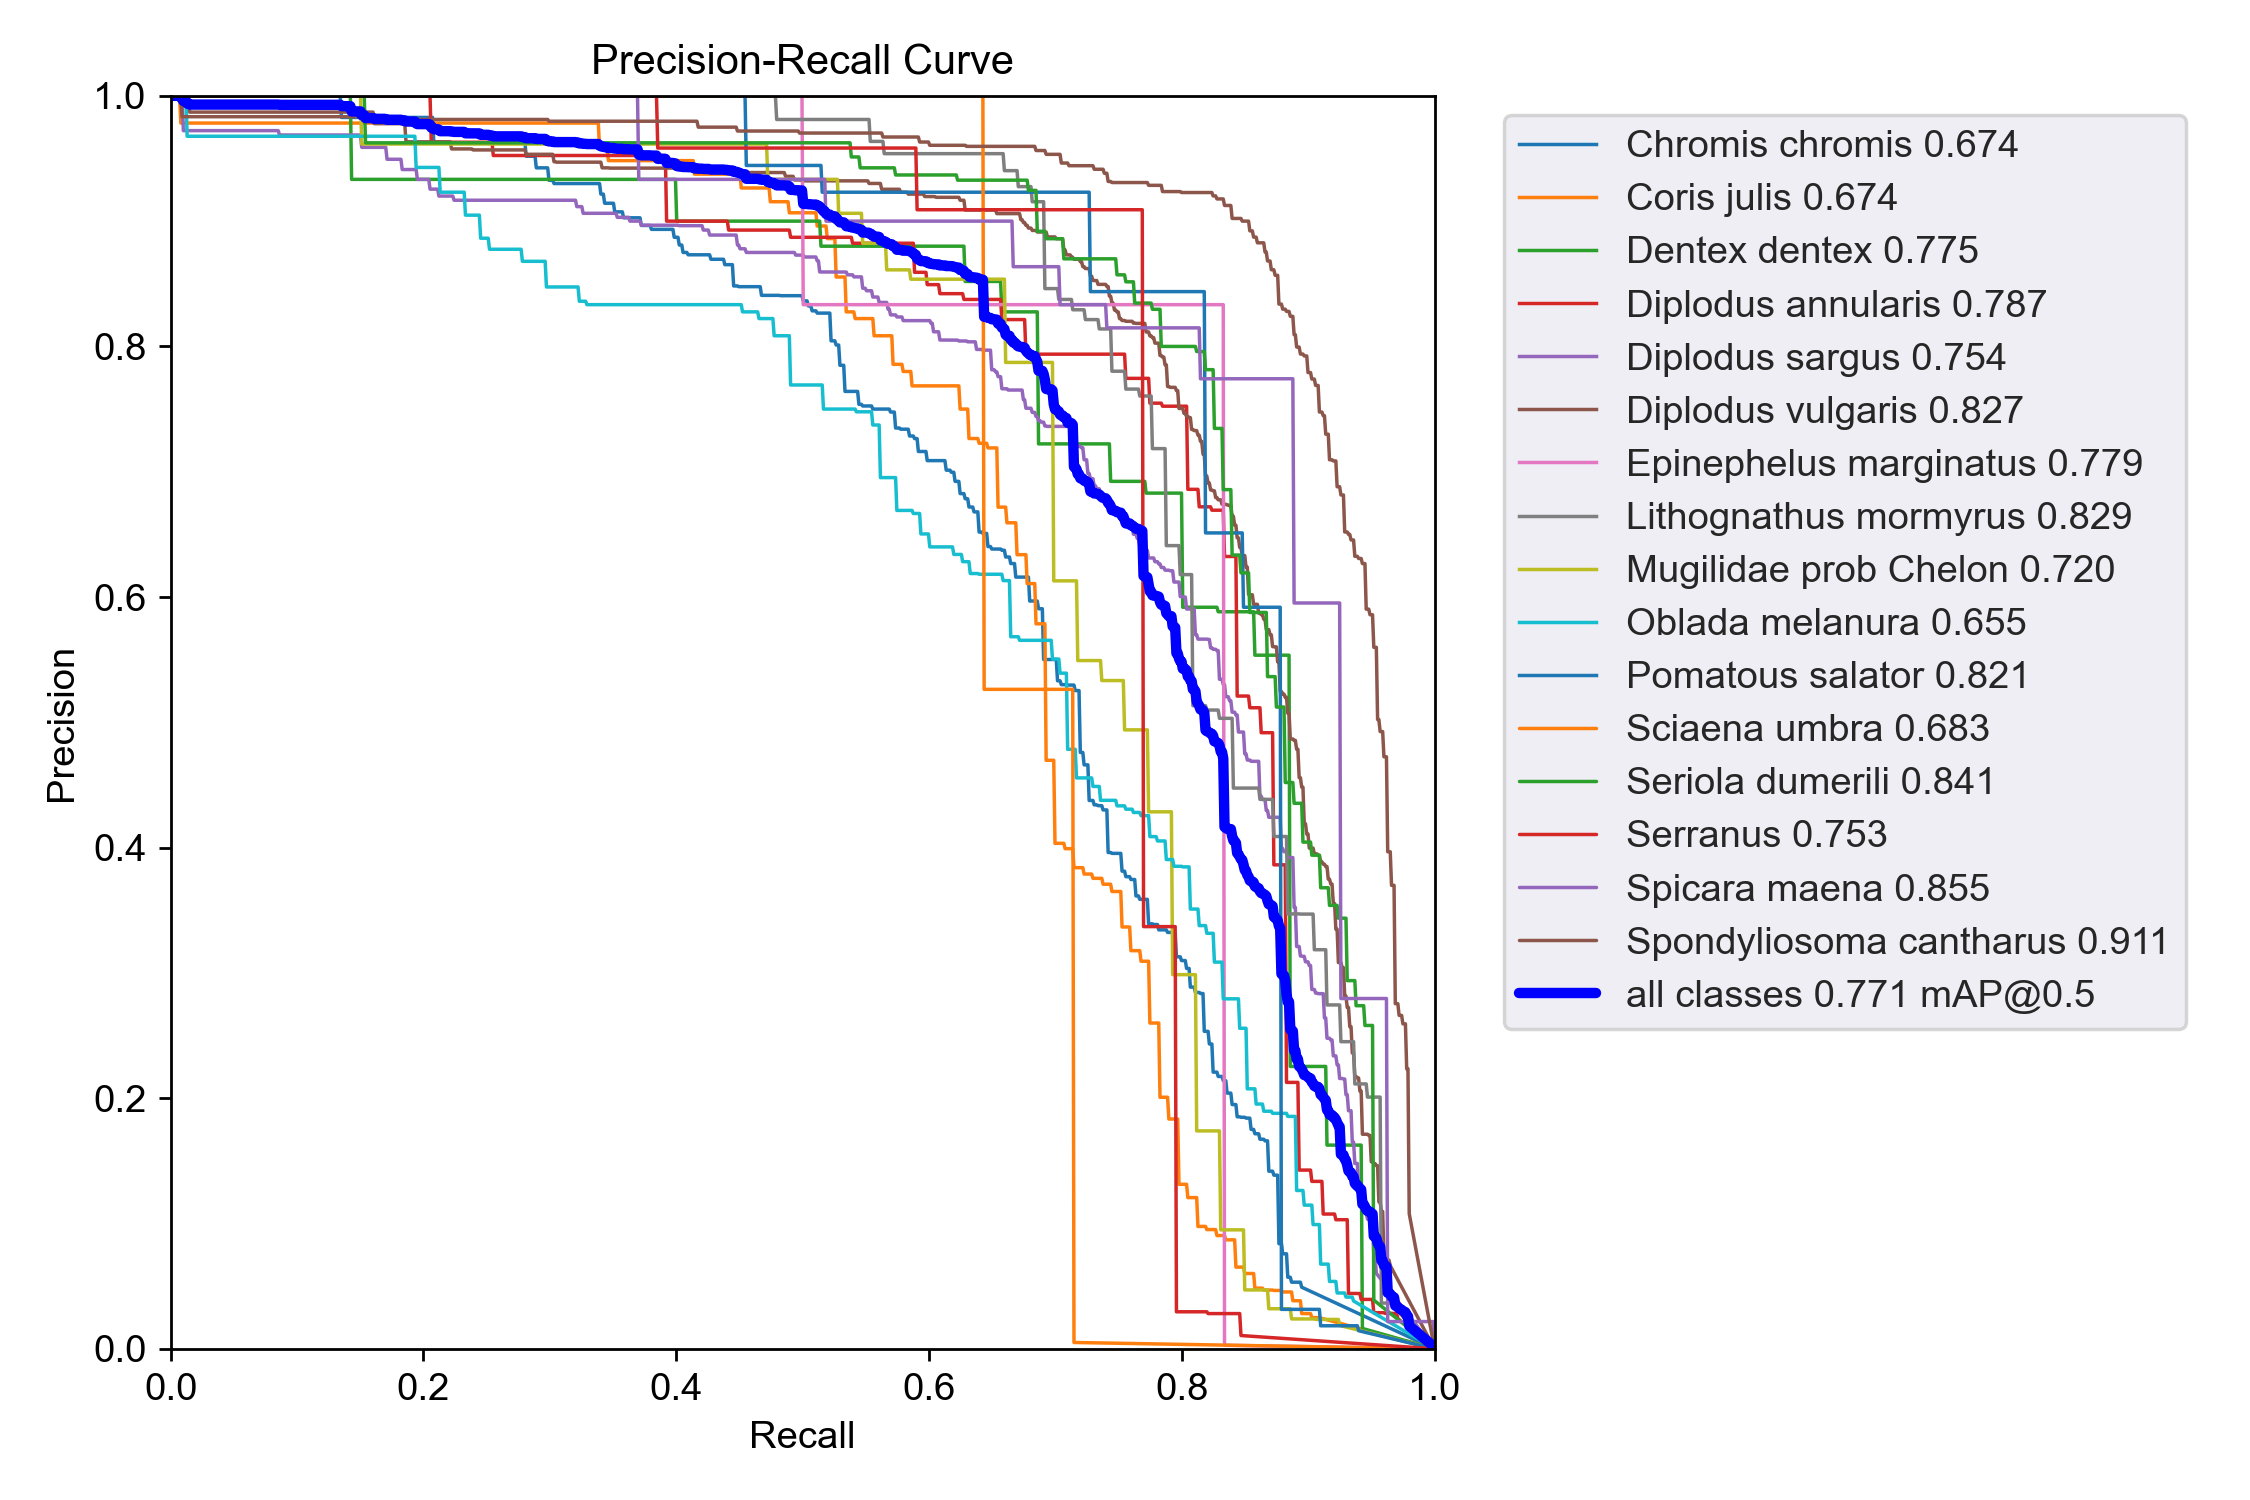 Precision-Recall Curve
1.0
0.8
0.6
0.4
0.2
0.0
Precision
0.0 0.2 0.4 0.6 0.8 1.0
Recall
Chromis chromis 0.674
Coris julis 0.674
Dentex dentex 0.775
Diplodus annularis 0.787
Diplodus sargus 0.754
Diplodus vulgaris 0.827
Epinephelus marginatus 0.779
Lithognathus mormyrus 0.829
Mugilidae prob Chelon 0.720
Oblada melanura 0.655
Pomatous salator 0.821
Sciaena umbra 0.683
Seriola dumerili 0.841
Serranus 0.753
Spicara maena 0.855
Spondyliosoma cantharus 0.911
all classes 0.771 mAP@0.5